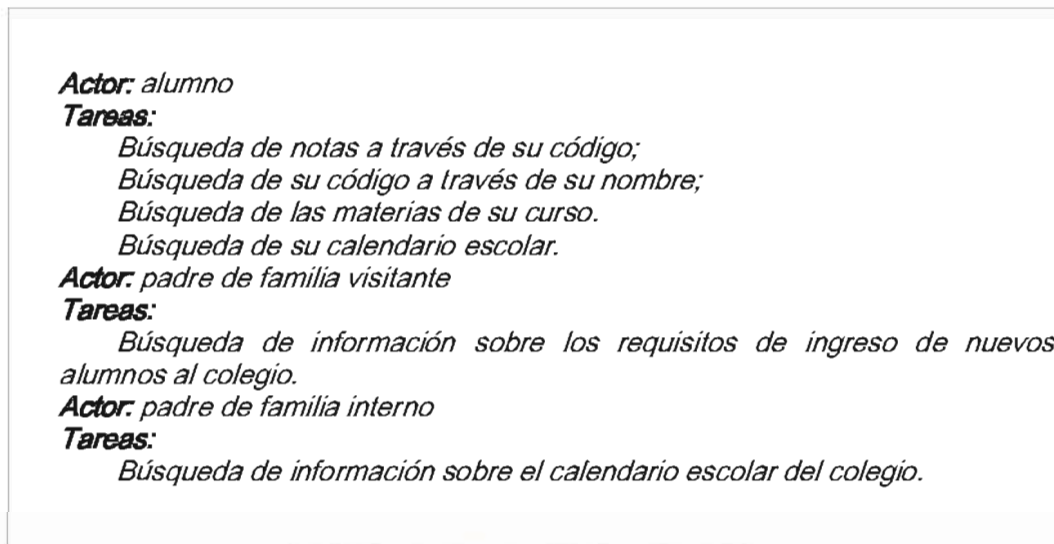 Actor: alumno
Tareas:
Búsqueda de notas a través de su código;
Búsqueda de su código a través de su nombre;
Búsqueda de las materias de su curso.
Búsqueda de su calendario escolar.
Actor: padre de familia visitante
Tareas:
Búsqueda de información sobre los requisitos de ingreso de nuevos
alumnos al colegio.
Actor: padre de familia interno
Tareas:
Búsqueda de información sobre el calendario escolar del colegio.